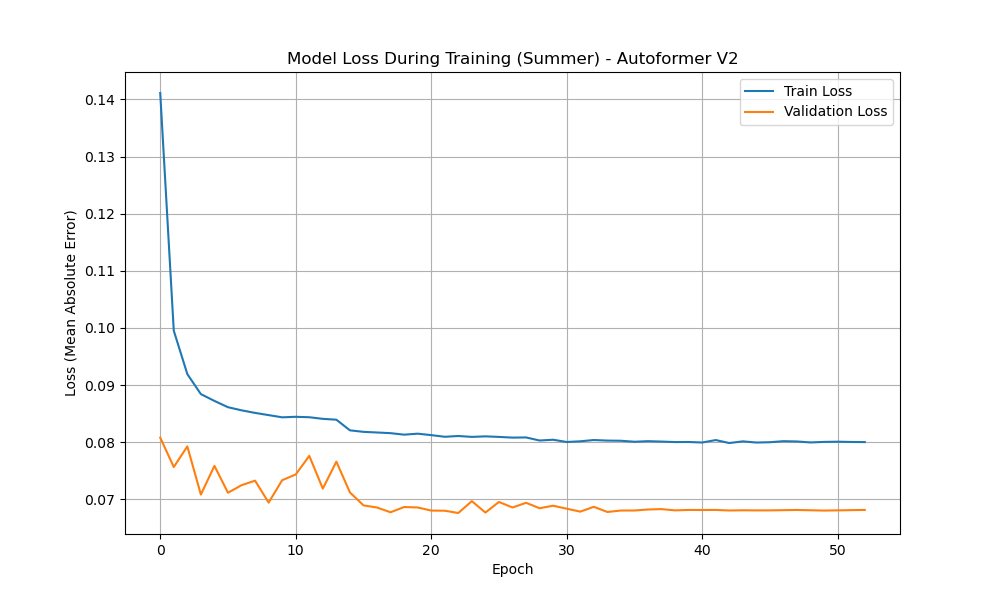 Model Loss During Training (Summer) - Autoformer V2
Train Loss
Validation Loss
Loss (Mean Absolute Error)
0.14
0.13
0.12
0.11
0.10
0.09
0.08
0.07
0 10 20 30 40 50
Epoch